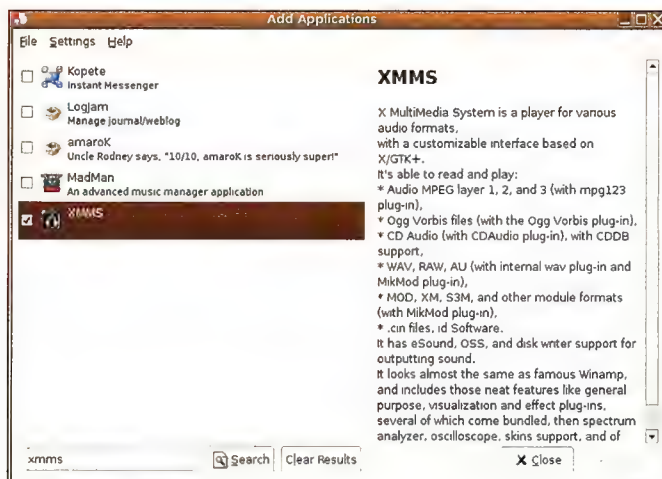 Add Applications
File Settings Help
Kopete
Instant Messenger
LogJam
Manage journal/weblog
amaroK
Uncle Rodney says, "10/10, amaroK is seriously super!"
MadMan
An advanced music manager application
XMMS
xmms
Search
Clear Results
XMMS
X MultiMedia System is a player for various
audio formats,
with a customizable interface based on
X/GTK+.
It's able to read and play:
* Audio MPEG layer 1, 2, and 3 (with mpg123
plug-in),
* Ogg Vorbis files (with the Ogg Vorbis plug-in),
* CD Audio (with CDAudio plug-in), with CDDB
support,
* WAV, RAW, AU (with internal wav plug-in and
MikMod plug-in),
* MOD, XM, S3M, and other module formats
(with MikMod plug-in),
* .cin files, id Software.
It has eSound, OSS, and disk writer support for
outputting sound.
It looks almost the same as famous Winamp,
and includes those neat features like general
purpose, visualization and effect plug-ins,
several of which come bundled, then spectrum
analyzer, oscilloscope, skins support, and of
Close